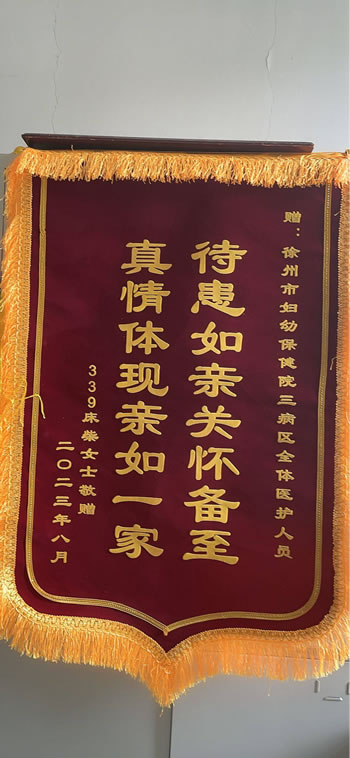 赠：徐州市妇幼保健院三病区全体医护人员
待患如亲关怀备至
真情体现亲如一家
339床柴女士敬赠
二〇二三年八月